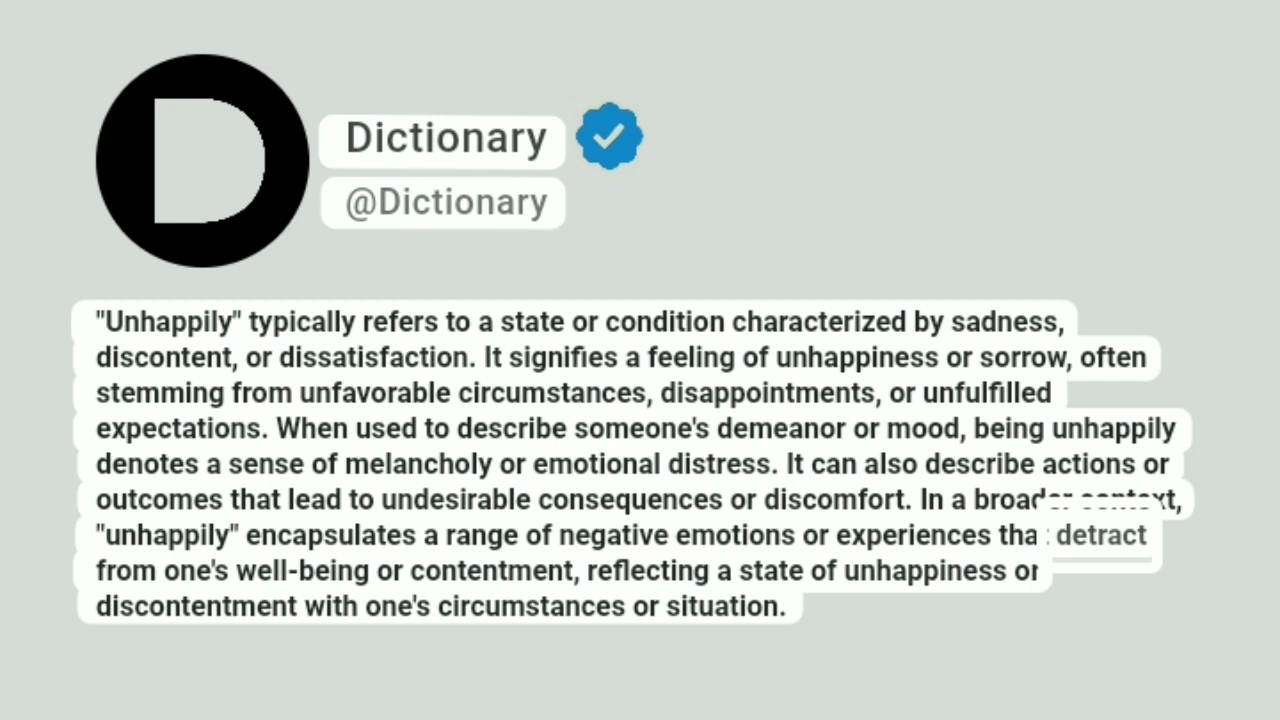 D
Dictionary
@Dictionary
"Unhappily" typically refers to a state or condition characterized by sadness,
discontent, or dissatisfaction. It signifies a feeling of unhappiness or sorrow, often
stemming from unfavorable circumstances, disappointments, or unfulfilled
expectations. When used to describe someone's demeanor or mood, being unhappily
denotes a sense of melancholy or emotional distress. It can also describe actions or
outcomes that lead to undesirable consequences or discomfort. In a broader context,
"unhappily" encapsulates a range of negative emotions or experiences that detract
from one's well-being or contentment, reflecting a state of unhappiness or
discontentment with one's circumstances or situation.